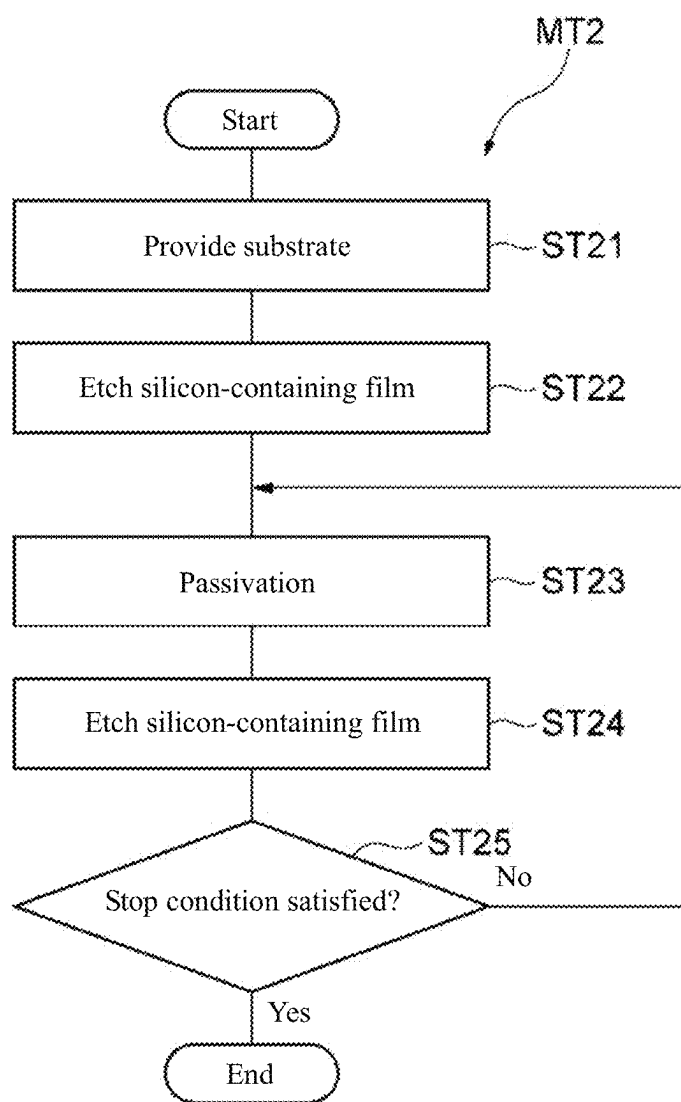 MT2
Start
Provide substrate
ST21
Etch silicon-containing film
ST22
Passivation
ST23
Etch silicon-containing film
ST24
ST25
Stop condition satisfied?
No
Yes
End